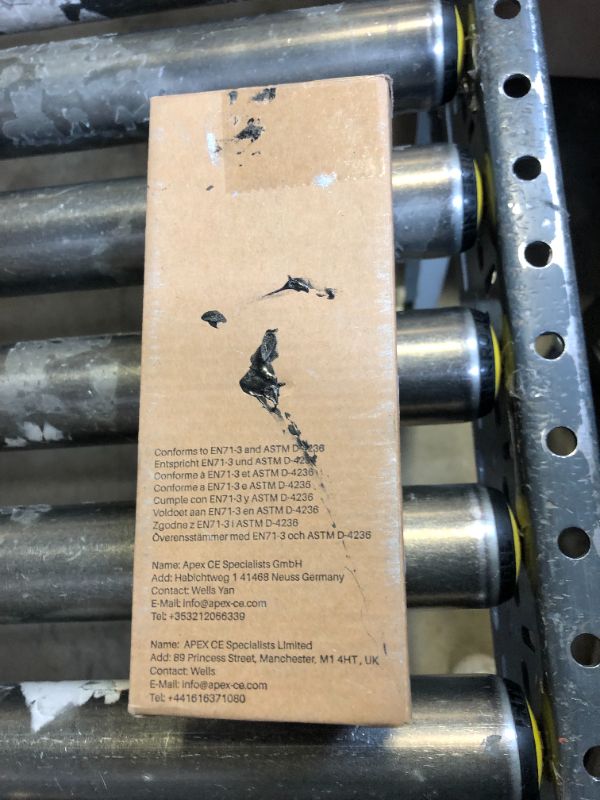 Conforms to EN71-3 and ASTM D-4236
Entspricht EN71-3 und ASTM D-4236
Conforme à EN71-3 et ASTM D-4236
Conforme a EN71-3 e ASTM D-4236
Cumple con EN71-3 y ASTM D-4236
Voldoet aan EN71-3 en ASTM D-4236
Zgodne z EN71-3 i ASTM D-4236
Överensstämmer med EN71-3 och ASTM D-4236
Name: Apex CE Specialists GmbH
Add: Habichtweg 1 41468 Neuss Germany
Contact: Wells Yan
E-Mail: info@apex-ce.com
Tel: +353212066339
Name: APEX CE Specialists Limited
Add: 89 Princess Street, Manchester, M1 4HT, UK
Contact: Wells
E-Mail: info@apex-ce.com
Tel: +441616371080